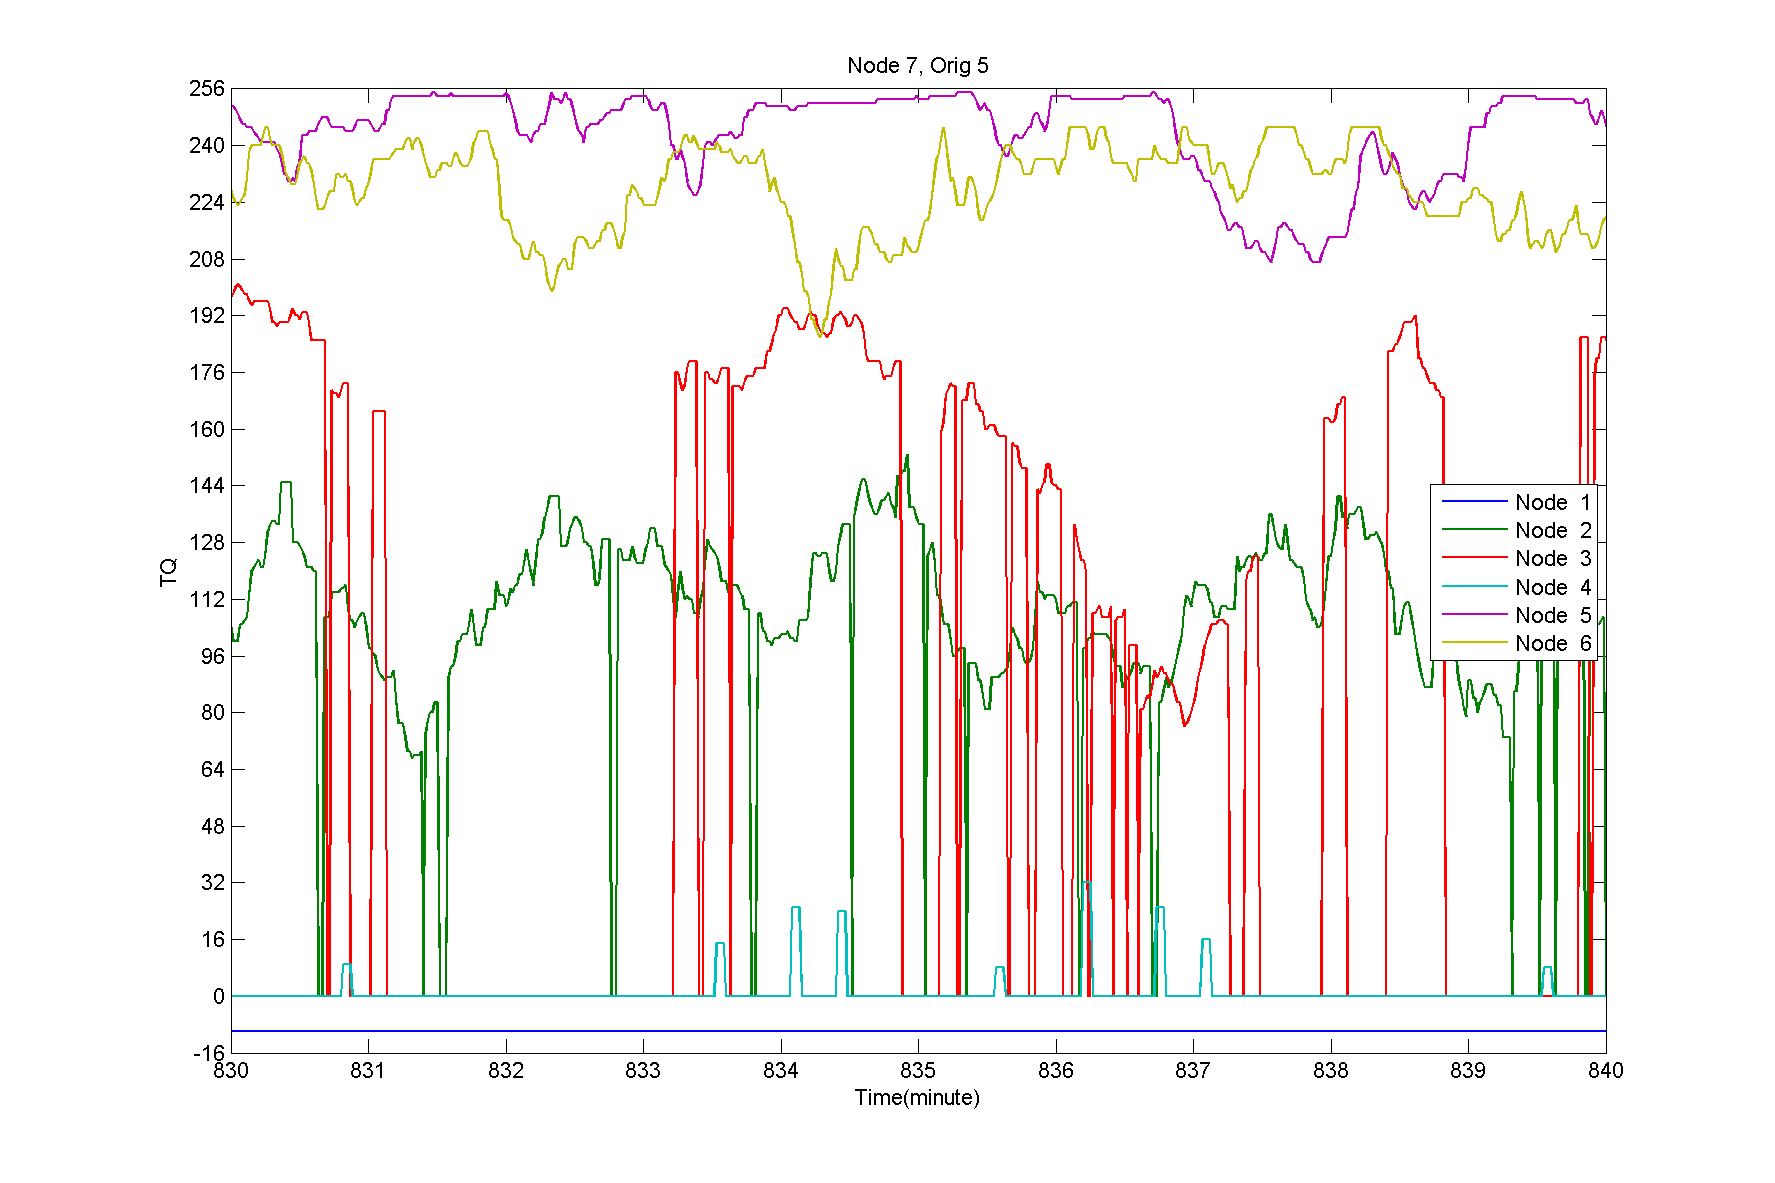 Node 7, Orig 5
256
240
224
208
192
176
160
144
128
112
96
80
64
48
32
16
0
-16
TQ
Node 1
Node 2
Node 3
Node 4
Node 5
Node 6
830 831 832 833 834 835 836 837 838 839 840
Time(minute)